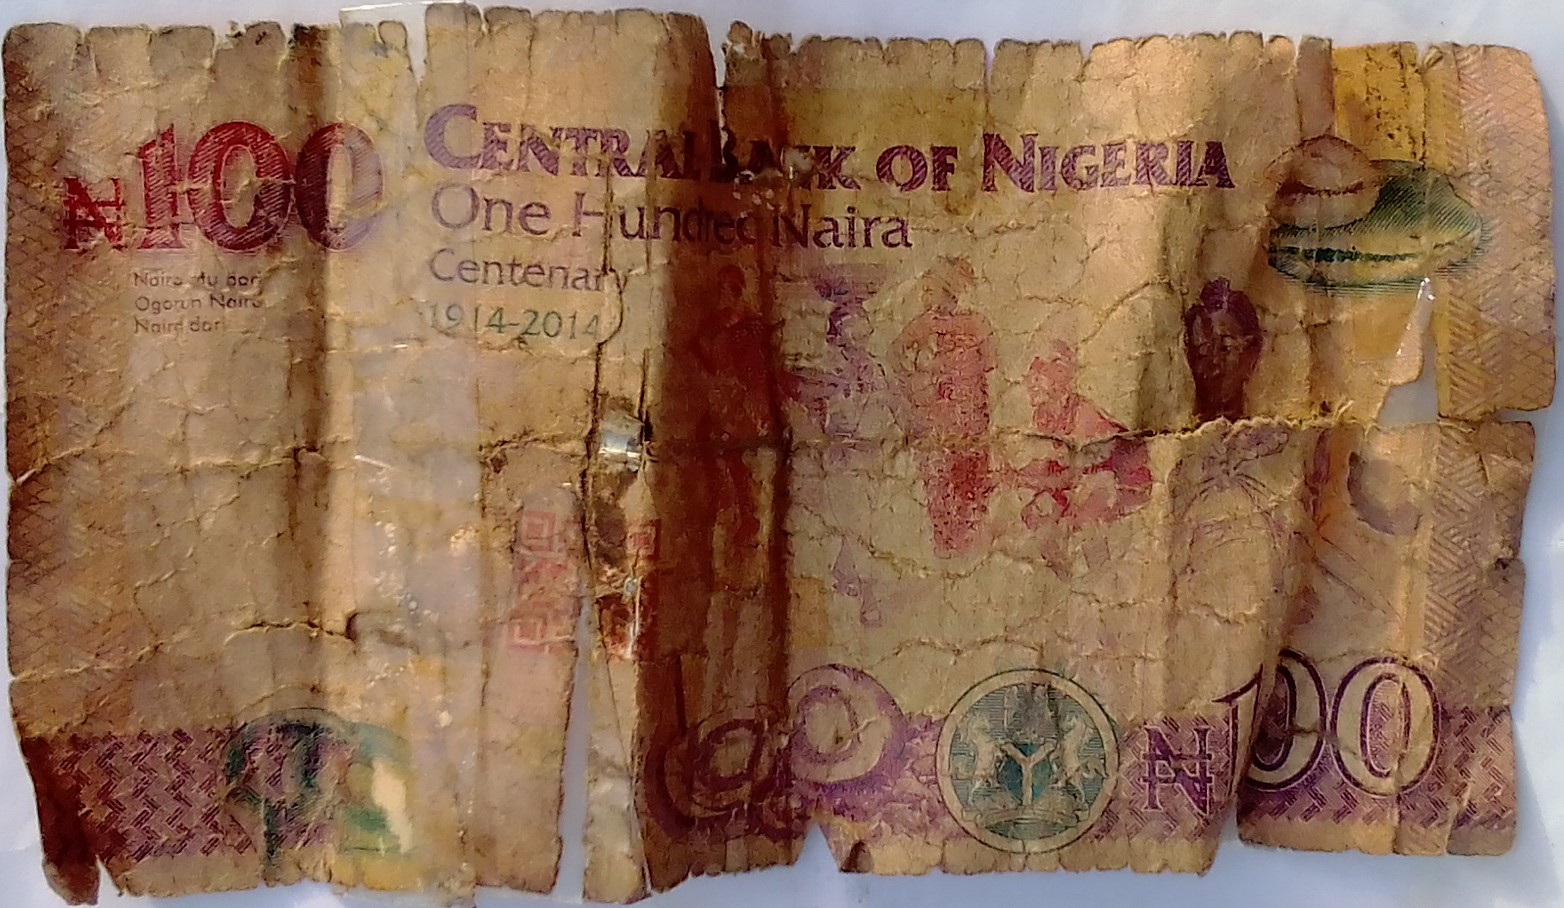 ₦100
CENTRAL BANK OF NIGERIA
One Hundred Naira
Centenary
1914-2014
Ogorun Naira
₦100